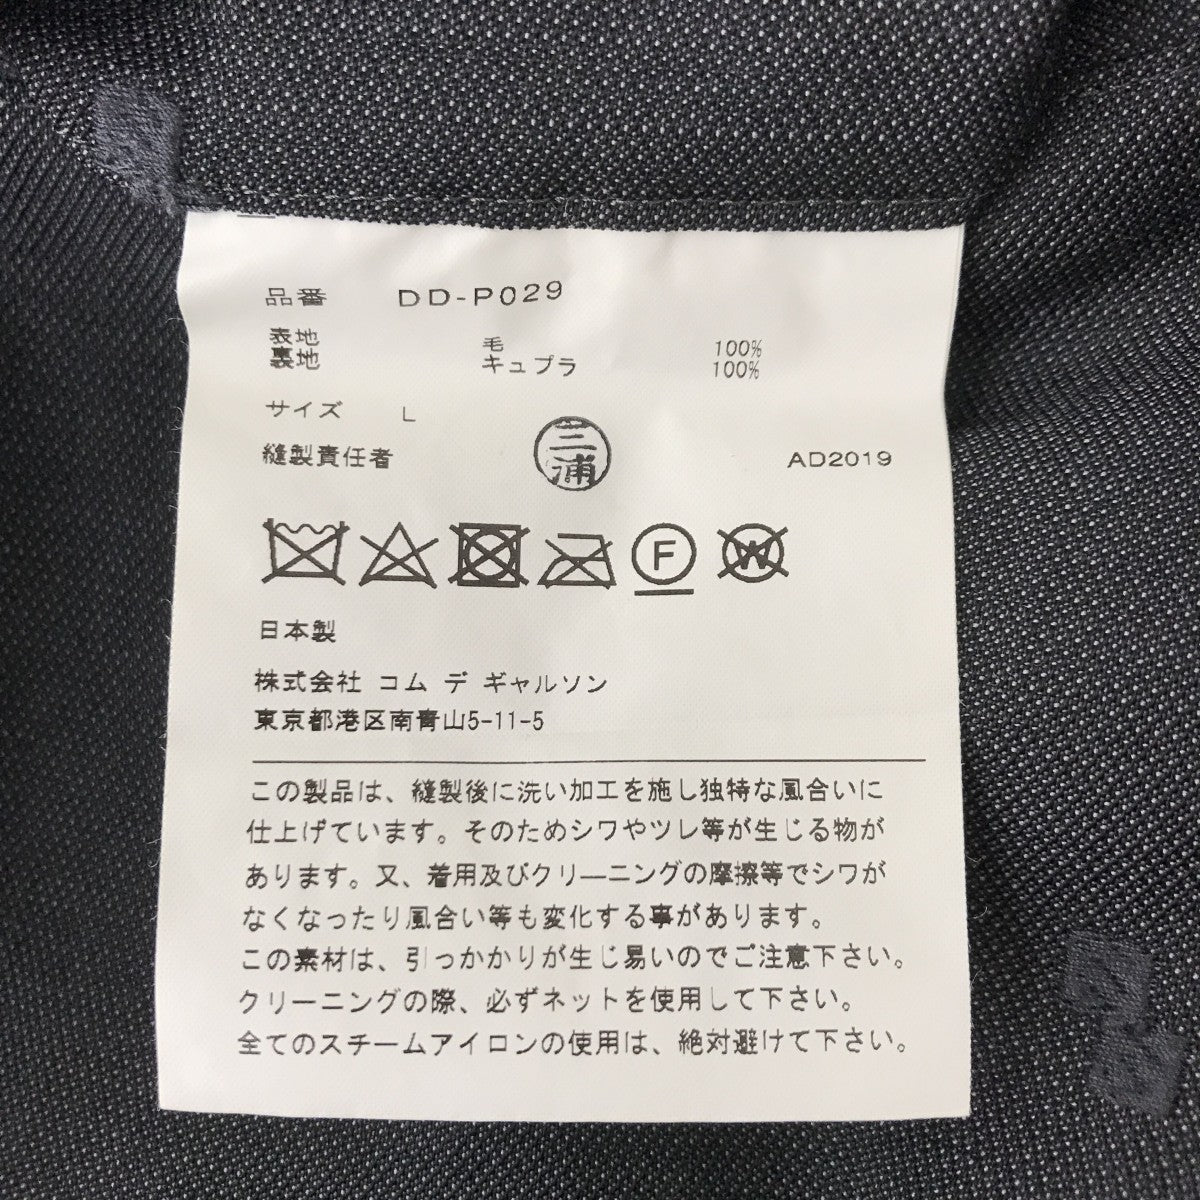 品番 DD-P029
表地 毛 100%
裏地 キュプラ 100%
サイズ L
縫製責任者 三浦 AD2019
F W
日本製
株式会社 コム デ ギャルソン
東京都港区南青山5-11-5
この製品は、縫製後に洗い加工を施し独特な風合いに
仕上げています。そのためシワやツレ等が生じる物が
あります。又、着用及びクリーニングの摩擦等でシワが
なくなったり風合い等も変化する事があります。
この素材は、引っかかりが生じ易いのでご注意下さい。
クリーニングの際、必ずネットを使用して下さい。
全てのスチームアイロンの使用は、絶対避けて下さい。